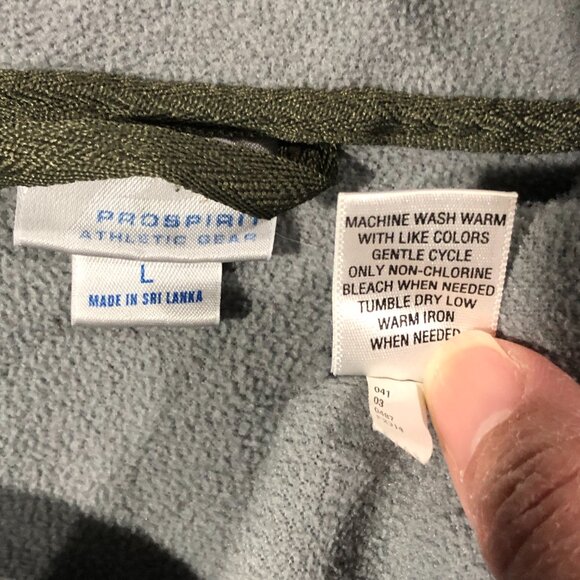 PROSPIRIT
ATHLETIC GEAR
L
MADE IN SRI LANKA
MACHINE WASH WARM
WITH LIKE COLORS
GENTLE CYCLE
ONLY NON-CHLORINE
BLEACH WHEN NEEDED
TUMBLE DRY LOW
WARM IRON
WHEN NEEDED
041
03
0487